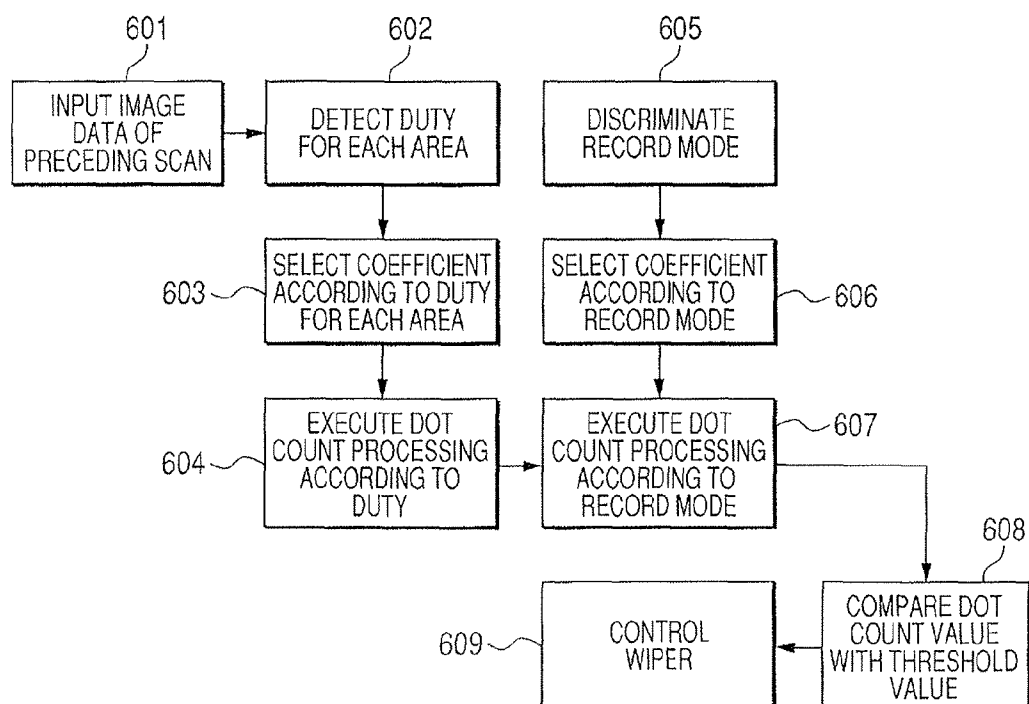 601
602
605
INPUT IMAGE
DATA OF
PRECEDING SCAN
DETECT DUTY
FOR EACH AREA
DISCRIMINATE
RECORD MODE
603
SELECT COEFFICIENT
ACCORDING TO DUTY
FOR EACH AREA
SELECT COEFFICIENT
ACCORDING TO
RECORD MODE
606
604
EXECUTE DOT
COUNT PROCESSING
ACCORDING TO
DUTY
EXECUTE DOT
COUNT PROCESSING
ACCORDING TO
RECORD MODE
607
608
609
CONTROL
WIPER
COMPARE DOT
COUNT VALUE
WITH THRESHOLD
VALUE